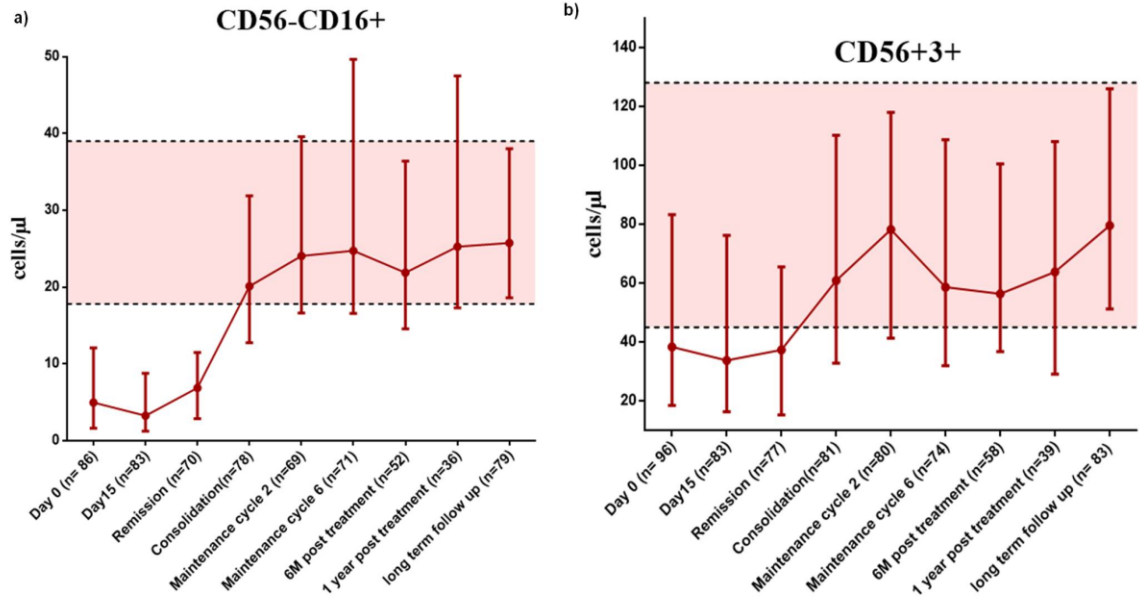 a)
CD56-CD16+
50
40
30
20
10
0
cells/µl
Day 0 (n= 86)
Day15 (n=83)
Remission (n=70)
Consolidation(n=78)
Maintenance cycle 2 (n=69)
Maintenance cycle 6 (n=71)
6M post treatment (n=52)
1 year post treatment (n=36)
long term follow up (n=79)
b)
CD56+3+
140
120
100
80
60
40
20
cells/µl
Day 0 (n= 96)
Day15 (n=83)
Remission (n=77)
Consolidation(n=81)
Maintenance cycle 2 (n=80)
Maintenance cycle 6 (n=74)
6M post treatment (n=58)
1 year post treatment (n=39)
long term follow up (n= 83)